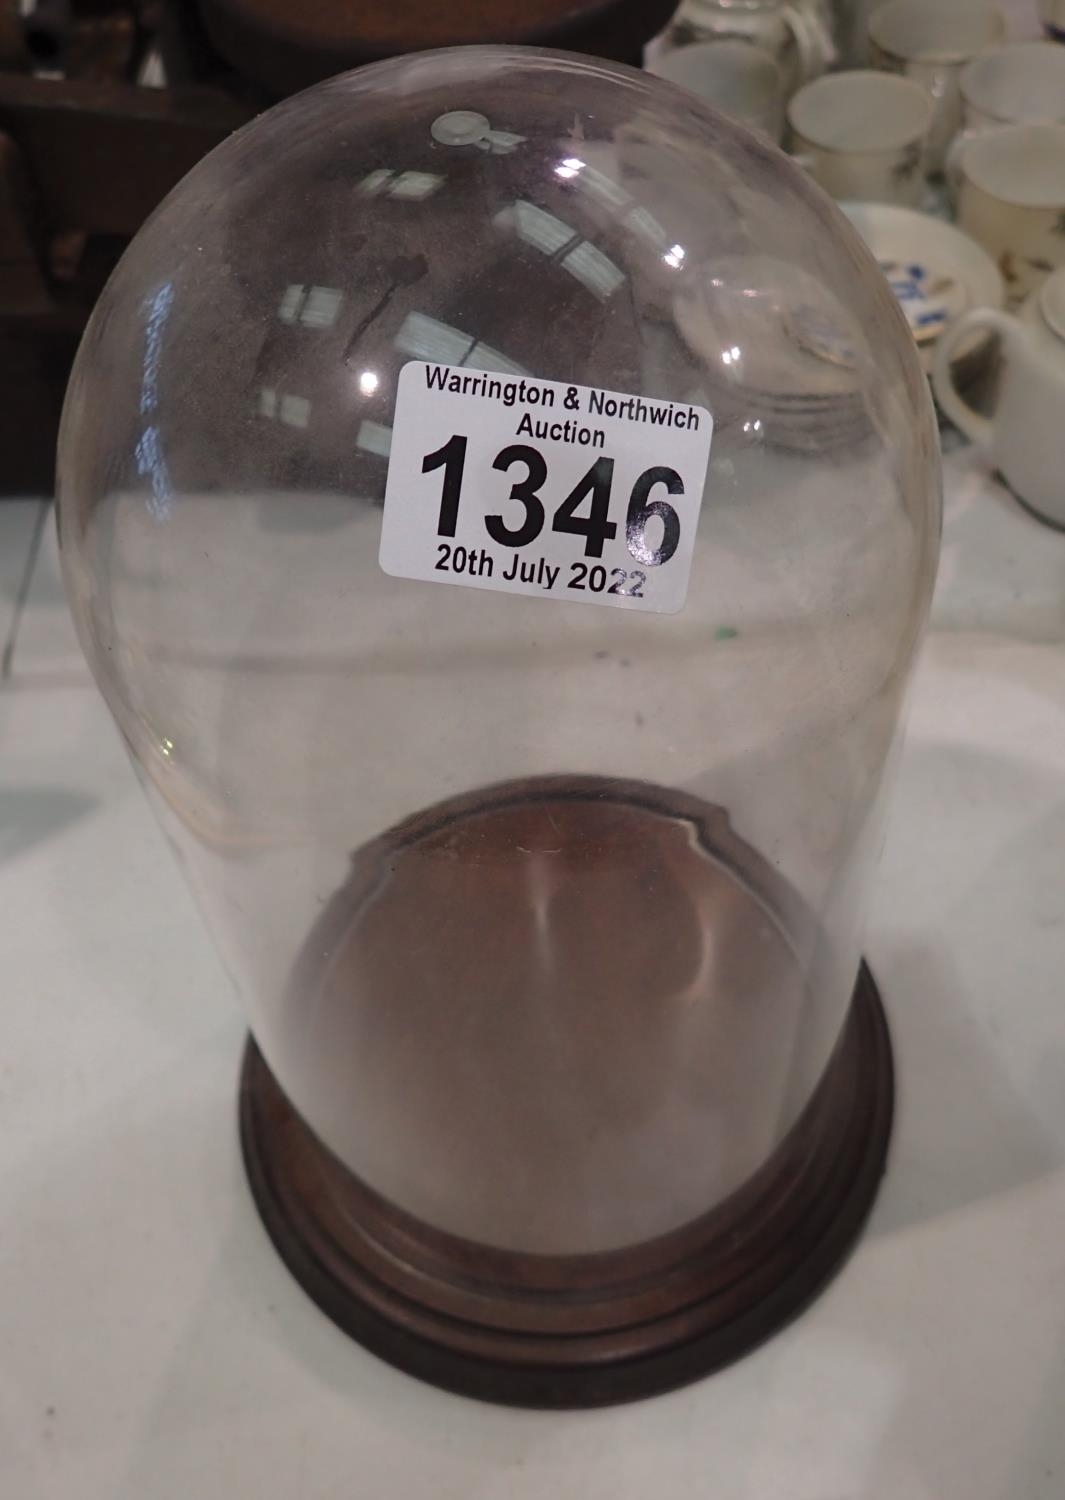 Warrington & Northwich
Auction
1346
20th July 2022